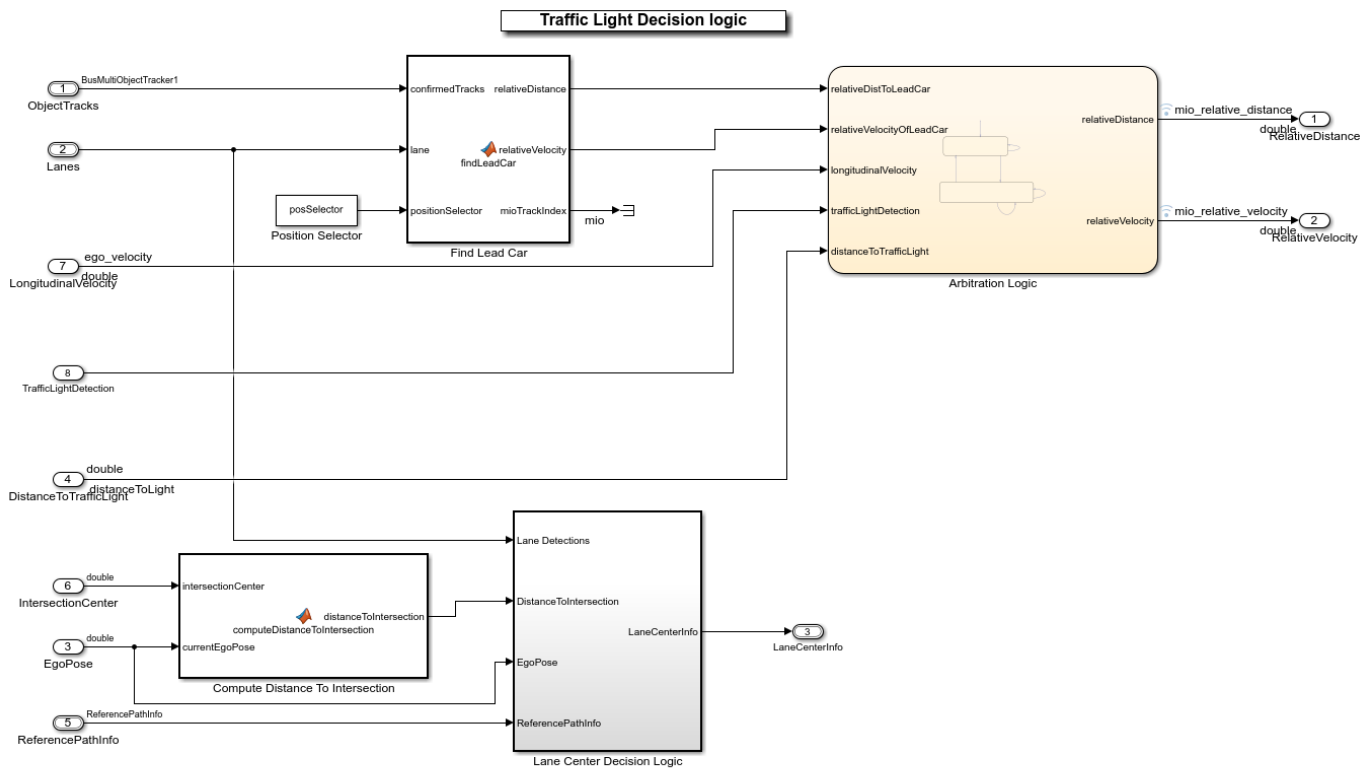 Traffic Light Decision logic
1
BusMultiObjectTracker1
ObjectTracks
2
Lanes
posSelector
Position Selector
confirmedTracks
relativeDistance
lane
relativeVelocity
findLeadCar
positionSelector
mioTrackIndex
mio
Find Lead Car
7
ego_velocity
double
LongitudinalVelocity
relativeDistToLeadCar
relativeVelocityOfLeadCar
longitudinalVelocity
trafficLightDetection
distanceToTrafficLight
relativeDistance
relativeVelocity
Arbitration Logic
mio_relative_distance
1
double
RelativeDistance
mio_relative_velocity
2
double
RelativeVelocity
8
TrafficLightDetection
double
4
distanceToLight
DistanceToTrafficLight
6
double
IntersectionCenter
3
double
EgoPose
5
ReferencePathInfo
ReferencePathInfo
intersectionCenter
distanceToIntersection
computeDistanceToIntersection
currentEgoPose
Compute Distance To Intersection
Lane Detections
DistanceToIntersection
LaneCenterInfo
EgoPose
ReferencePathInfo
Lane Center Decision Logic
3
LaneCenterInfo